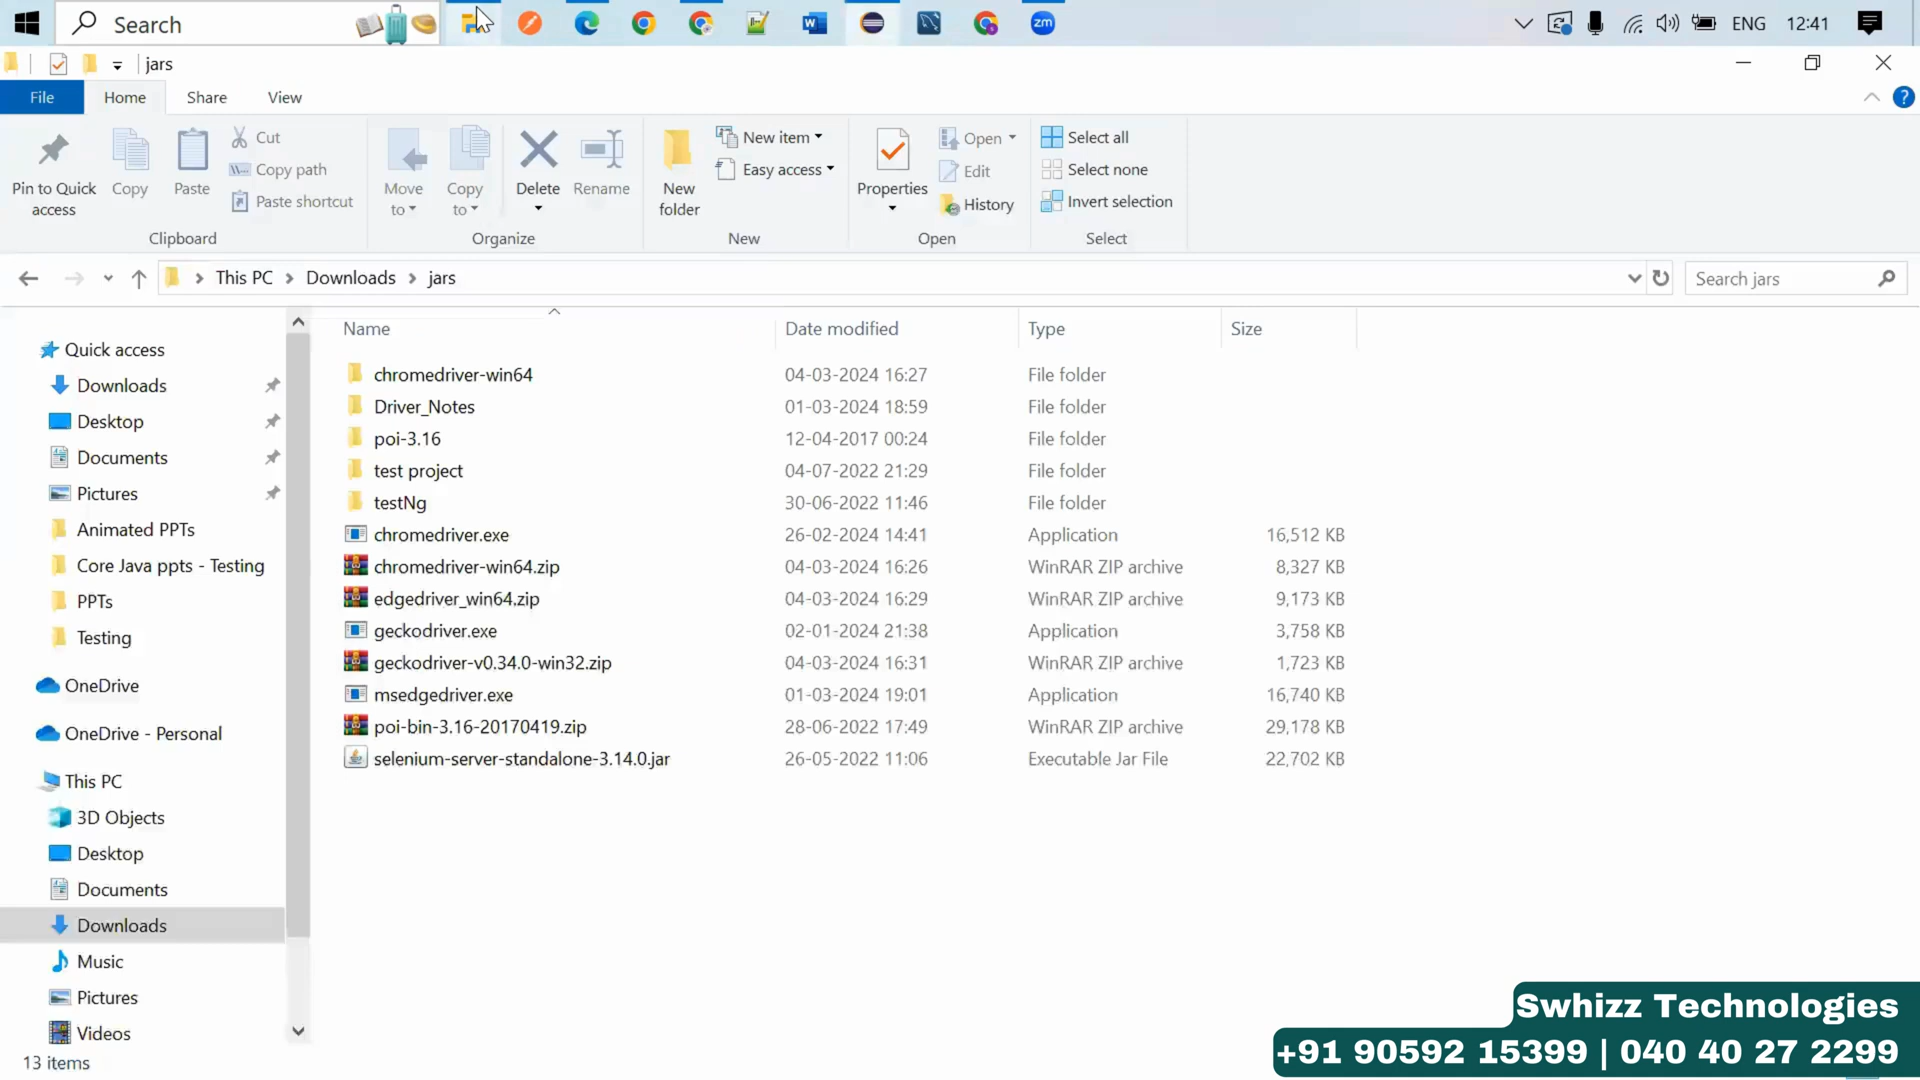 Search
zm
ENG
12:41
jars
File
Home
Share
View
?
Pin to Quick access
Copy
Paste
Cut
Copy path
Paste shortcut
Clipboard
Move to
Copy to
Delete
Rename
Organize
New folder
New item
Easy access
New
Properties
Open
Edit
History
Open
Select all
Select none
Invert selection
Select
This PC > Downloads > jars
Search jars
Name Date modified Type Size
chromedriver-win64 04-03-2024 16:27 File folder
Driver_Notes 01-03-2024 18:59 File folder
poi-3.16 12-04-2017 00:24 File folder
test project 04-07-2022 21:29 File folder
testNg 30-06-2022 11:46 File folder
chromedriver.exe 26-02-2024 14:41 Application 16,512 KB
chromedriver-win64.zip 04-03-2024 16:26 WinRAR ZIP archive 8,327 KB
edgedriver_win64.zip 04-03-2024 16:29 WinRAR ZIP archive 9,173 KB
geckodriver.exe 02-01-2024 21:38 Application 3,758 KB
geckodriver-v0.34.0-win32.zip 04-03-2024 16:31 WinRAR ZIP archive 1,723 KB
msedgedriver.exe 01-03-2024 19:01 Application 16,740 KB
poi-bin-3.16-20170419.zip 28-06-2022 17:49 WinRAR ZIP archive 29,178 KB
selenium-server-standalone-3.14.0.jar 26-05-2022 11:06 Executable Jar File 22,702 KB
Quick access
Downloads
Desktop
Documents
Pictures
Animated PPTs
Core Java ppts - Testing
PPTs
Testing
OneDrive
OneDrive - Personal
This PC
3D Objects
Desktop
Documents
Downloads
Music
Pictures
Videos
13 items
Swhizz Technologies
+91 90592 15399 | 040 40 27 2299